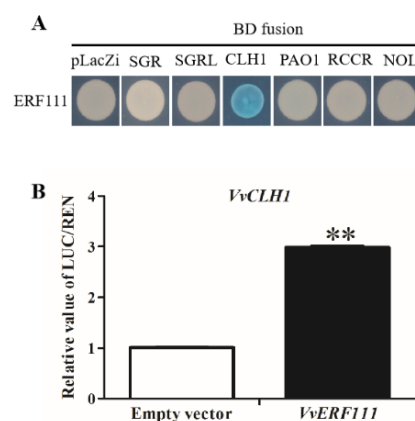 A
BD fusion
pLacZi SGR SGRL CLH1 PAO1 RCCR NOL
ERF111
B
VvCLH1
Relative value of LUC/REN
4
3
2
1
0
**
Empty vector VvERF111